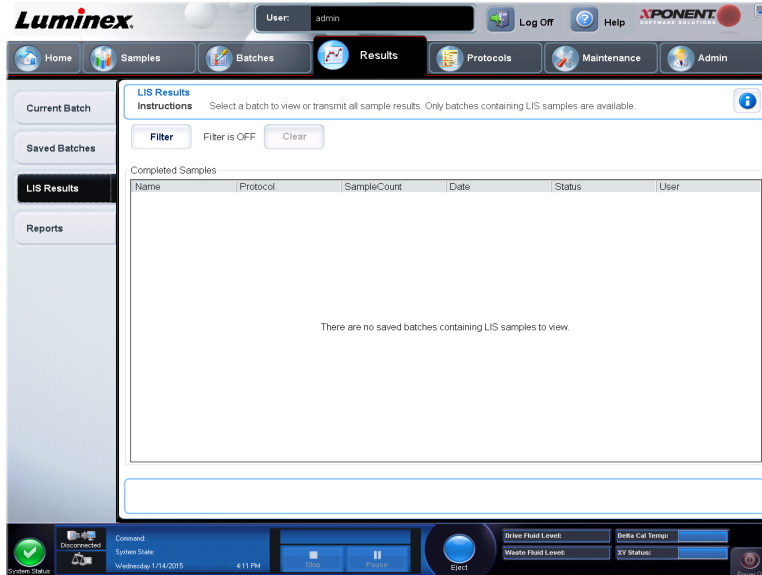 Luminex.
User: admin
Log Off
Help
XPONENT.
SOFTWARE SOLUTIONS
Home
Samples
Batches
Results
Protocols
Maintenance
Admin
Current Batch
Saved Batches
LIS Results
Reports
LIS Results
Instructions Select a batch to view or transmit all sample results. Only batches containing LIS samples are available.
Filter Filter is OFF Clear
Completed Samples
Name Protocol SampleCount Date Status User
There are no saved batches containing LIS samples to view.
System Status
Disconnected
Command:
System State:
Wednesday 1/14/2015 4:11 PM
Stop
Pause
Eject
Drive Fluid Level:
Delta Cal Temp:
Waste Fluid Level:
XY Status: